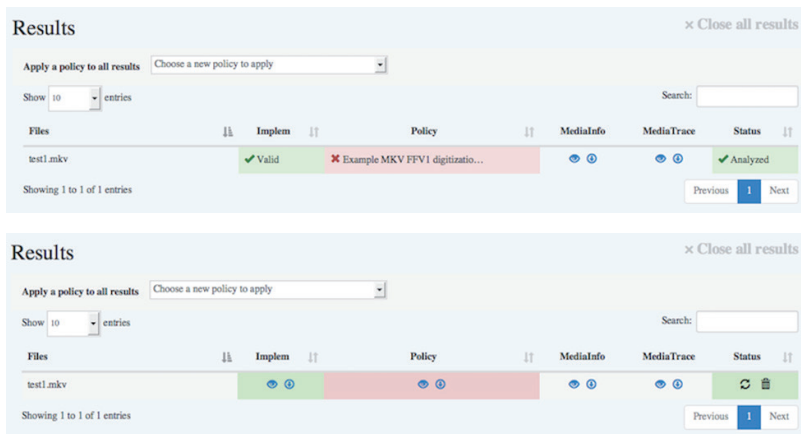 Results × Close all results
Apply a policy to all results Choose a new policy to apply
Show 10 entries Search:
Files Implem Policy MediaInfo MediaTrace Status
test1.mkv Valid Example MKV FFV1 digitizatio... Analyzed
Showing 1 to 1 of 1 entries Previous 1 Next
Results × Close all results
Apply a policy to all results Choose a new policy to apply
Show 10 entries Search:
Files Implem Policy MediaInfo MediaTrace Status
test1.mkv
Showing 1 to 1 of 1 entries Previous 1 Next